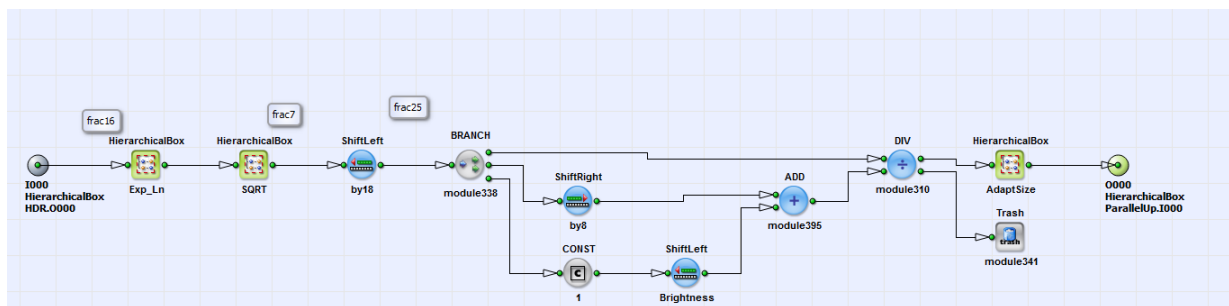 frac16
frac7
frac25
HierarchicalBox
Exp_Ln
HierarchicalBox
SQRT
ShiftLeft
by18
BRANCH
module338
DIV
module310
HierarchicalBox
AdaptSize
I000
HierarchicalBox
HDR.O000
O000
HierarchicalBox
ParallelUp.I000
ShiftRight
by8
ADD
module395
Trash
trash
module341
CONST
C
1
ShiftLeft
Brightness